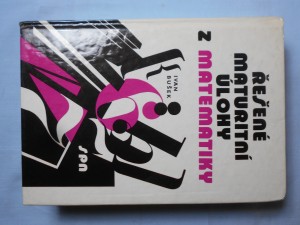 ŘEŠENÉ
MATURITNÍ
ÚLOHY
Z MATEMATIKY
IVAN
BUŠEK
spn